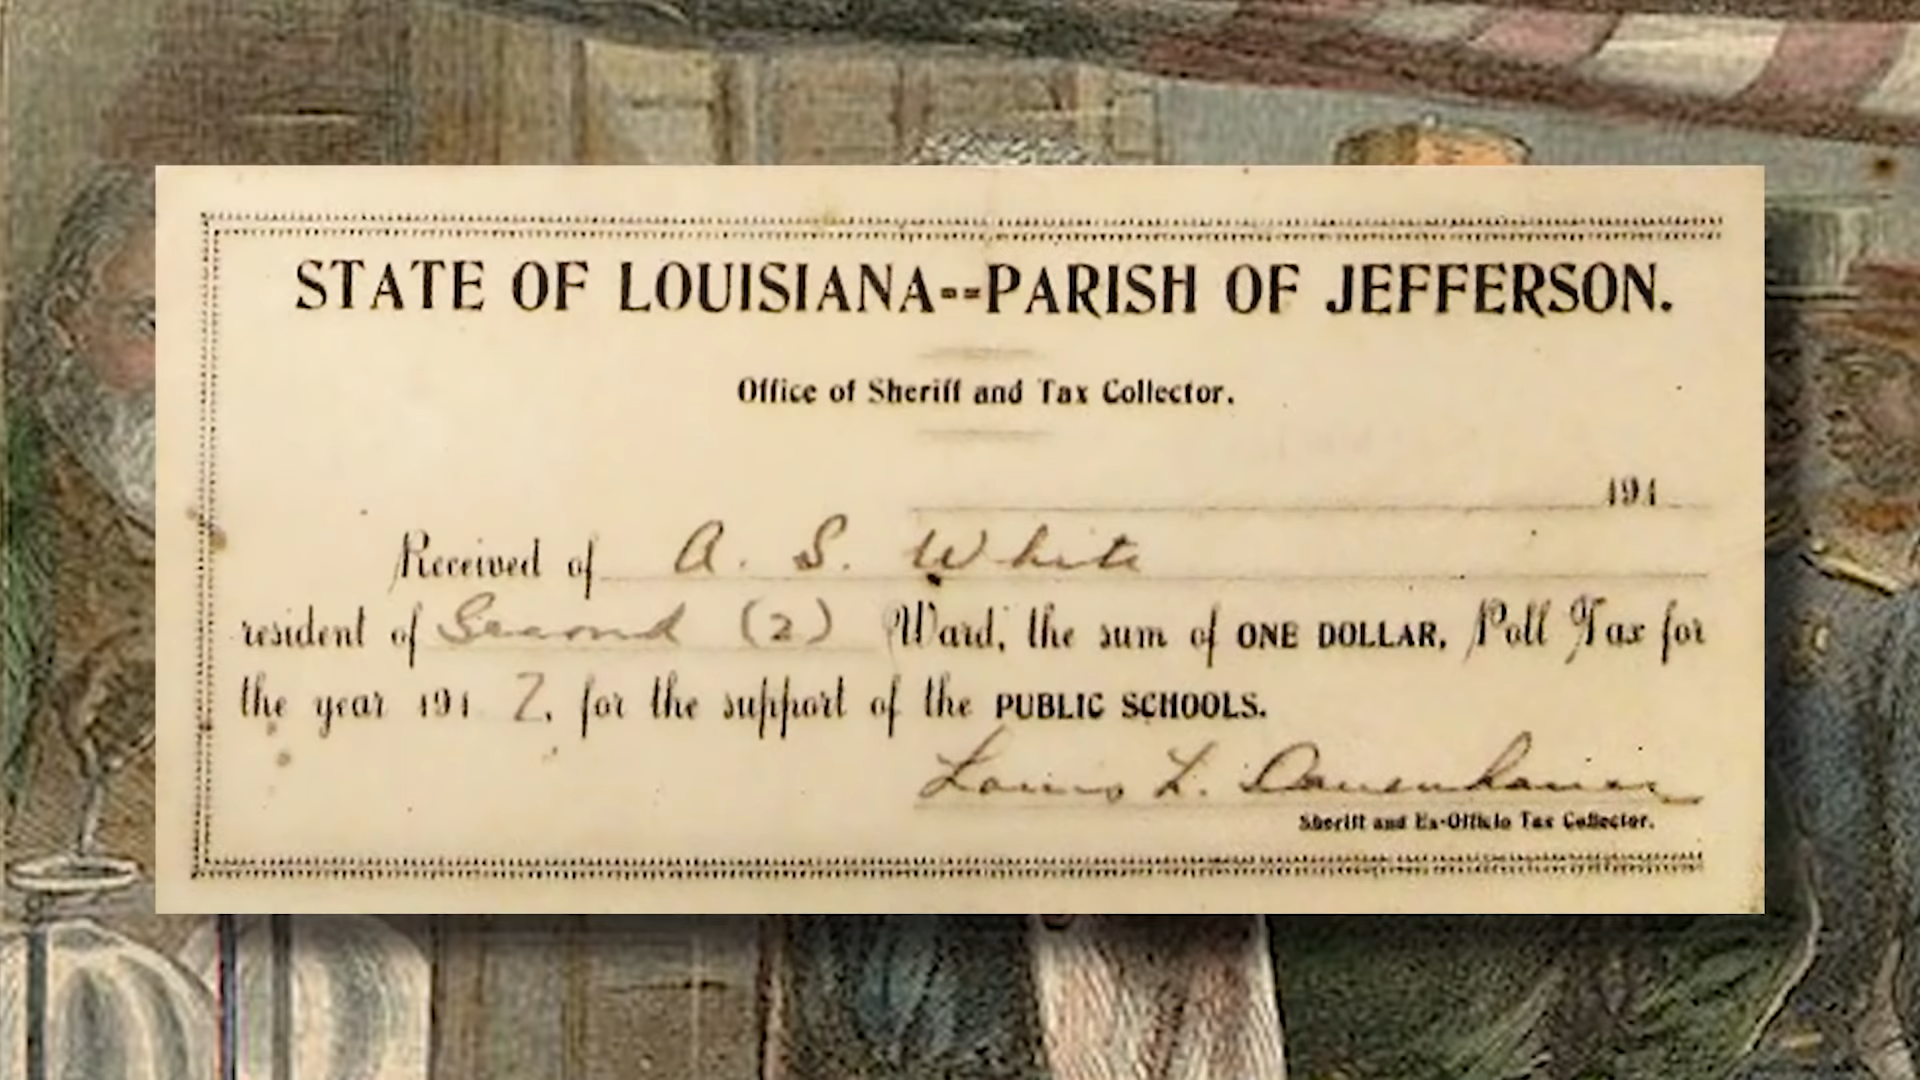 STATE OF LOUISIANA--PARISH OF JEFFERSON.
Office of Sheriff and Tax Collector.
191
Received of A. S. White
resident of Second (2) Ward, the sum of ONE DOLLAR, Poll Tax for
the year 191 7, for the support of the PUBLIC SCHOOLS.
Louis L.
Sheriff and Ex-Officio Tax Collector.